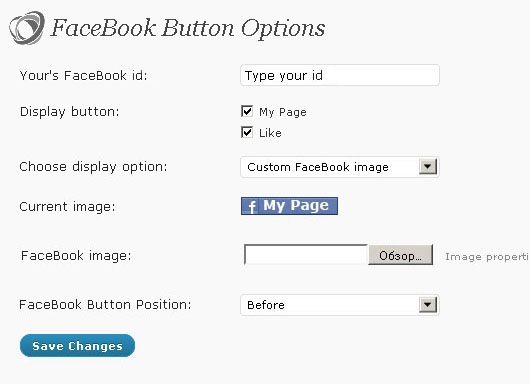 FaceBook Button Options
Your's FaceBook id: Type your id
Display button: My Page
Like
Choose display option: Custom FaceBook image
Current image: f My Page
FaceBook image: Обзор... Image properti
FaceBook Button Position: Before
Save Changes